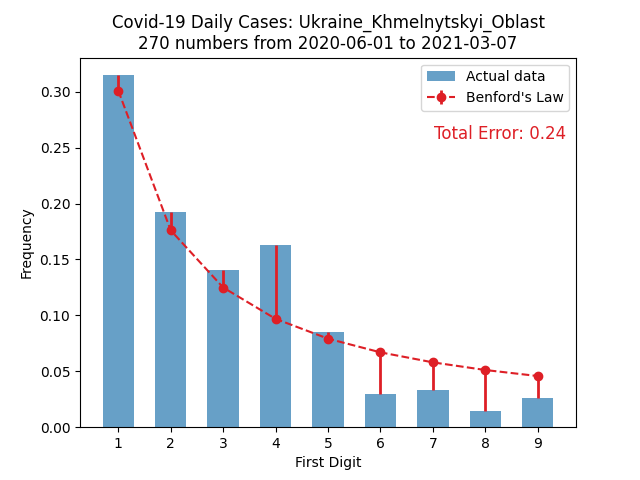 Covid-19 Daily Cases: Ukraine_Khmelnytskyi_Oblast
270 numbers from 2020-06-01 to 2021-03-07
Actual data
Benford's Law
Total Error: 0.24
Frequency
0.30
0.25
0.20
0.15
0.10
0.05
0.00
1 2 3 4 5 6 7 8 9
First Digit